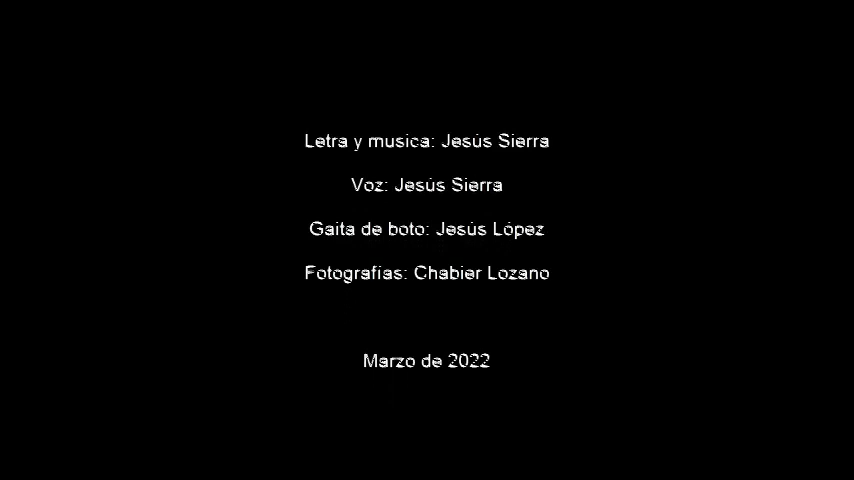 Letra y musica: Jesús Sierra
Voz: Jesús Sierra
Gaita de boto: Jesús López
Fotografías: Chabier Lozano
Marzo de 2022